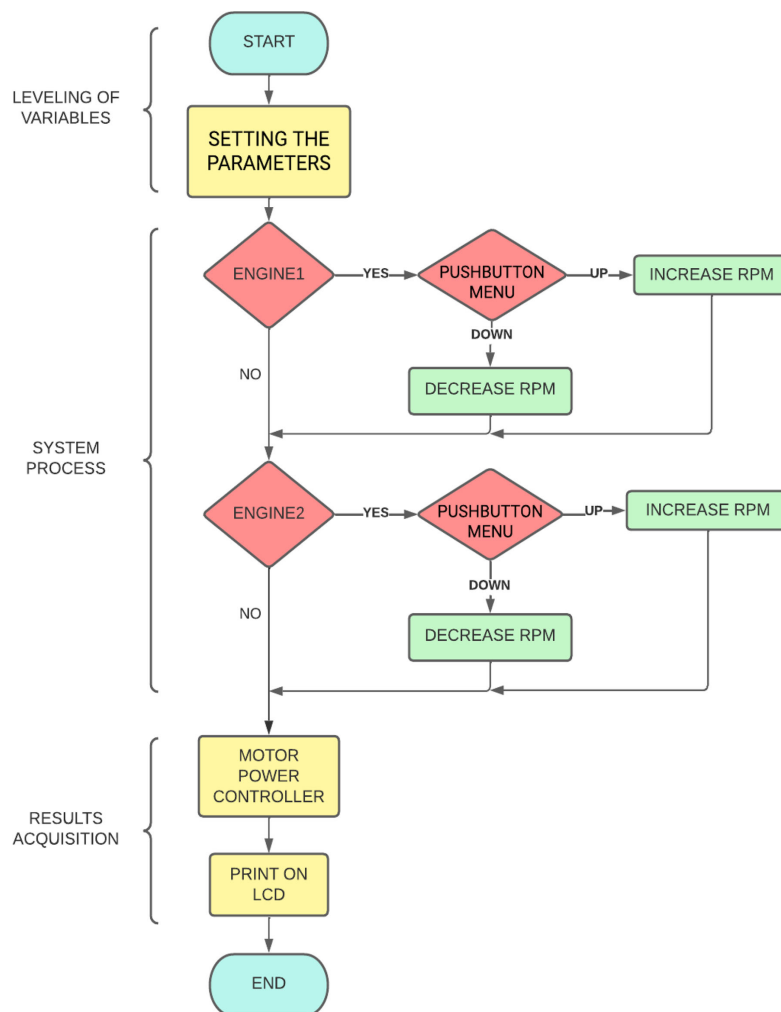 START
LEVELING OF
VARIABLES
SETTING THE
PARAMETERS
ENGINE1
YES
PUSHBUTTON
MENU
UP
INCREASE RPM
DOWN
NO
DECREASE RPM
SYSTEM
PROCESS
ENGINE2
YES
PUSHBUTTON
MENU
UP
INCREASE RPM
DOWN
NO
DECREASE RPM
MOTOR
POWER
CONTROLLER
RESULTS
ACQUISITION
PRINT ON
LCD
END